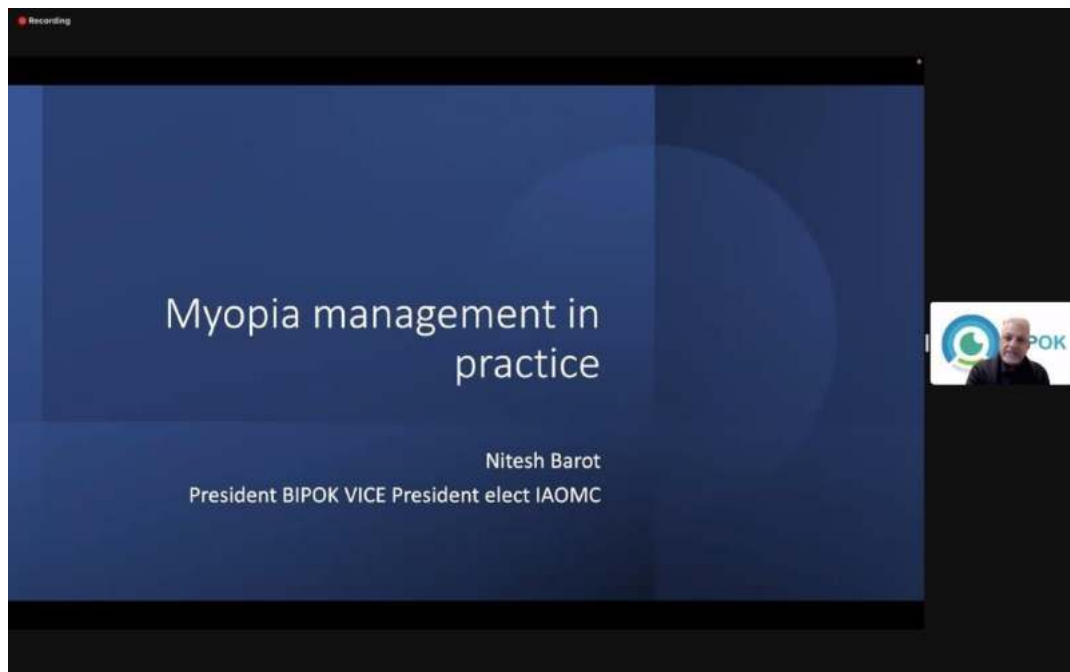 Recording
Myopia management in
practice
Nitesh Barot
President BIPOK VICE President elect IAOMC
POK